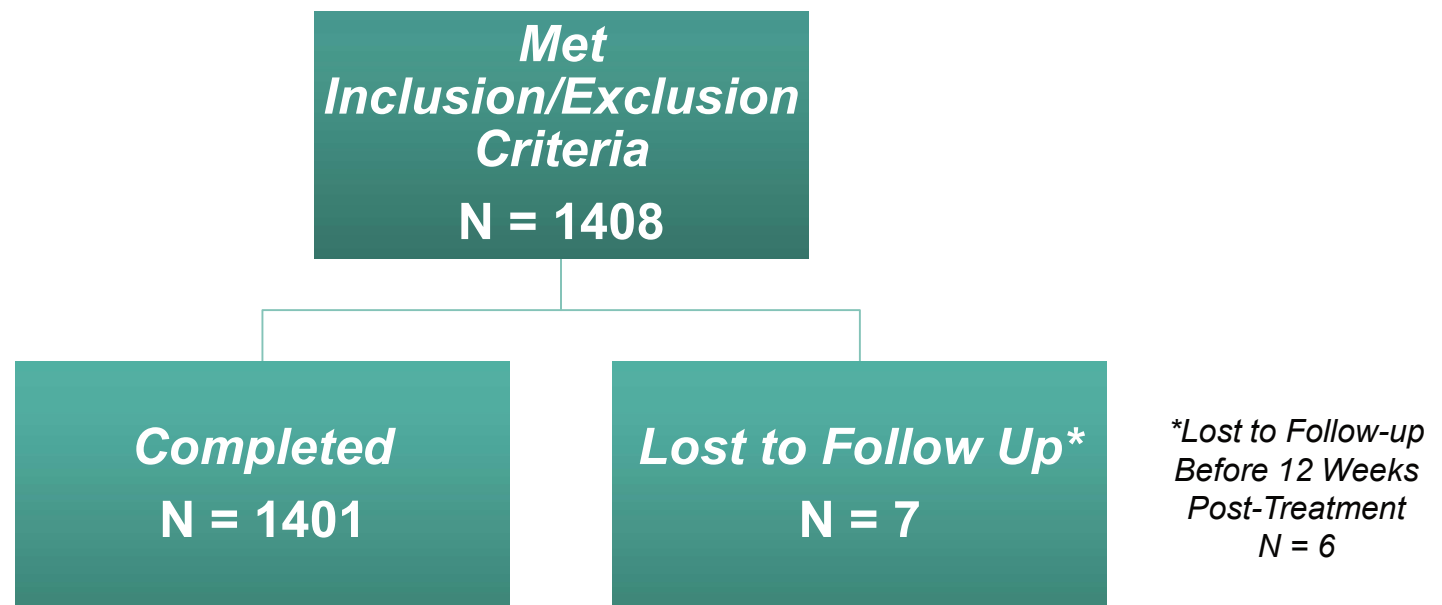 Met
Inclusion/Exclusion
Criteria
N = 1408
Completed
N = 1401
Lost to Follow Up*
N = 7
*Lost to Follow-up
Before 12 Weeks
Post-Treatment
N = 6